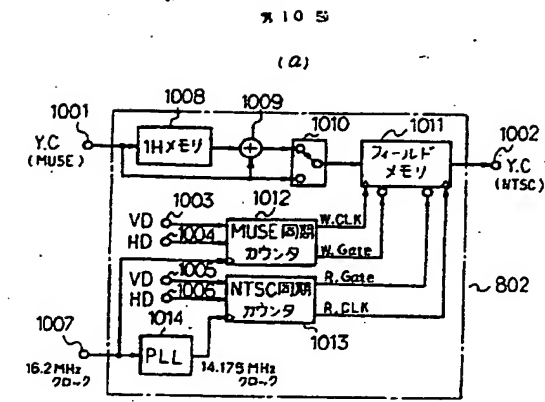 第10図
(a)
1008
1009
1001
1010
1011
1002
Y.C
(MUSE)
1Hメモリ
フィールド
メモリ
Y.C
(NTSC)
1003
1012
VD
HD
1004
MUSE同期
カウンタ
W.CLK
W.Gate
1005
VD
HD
1006
NTSC同期
カウンタ
R.Gate
R.CLK
802
1007
1014
1013
PLL
16.2MHz
クロック
14.175MHz
クロック